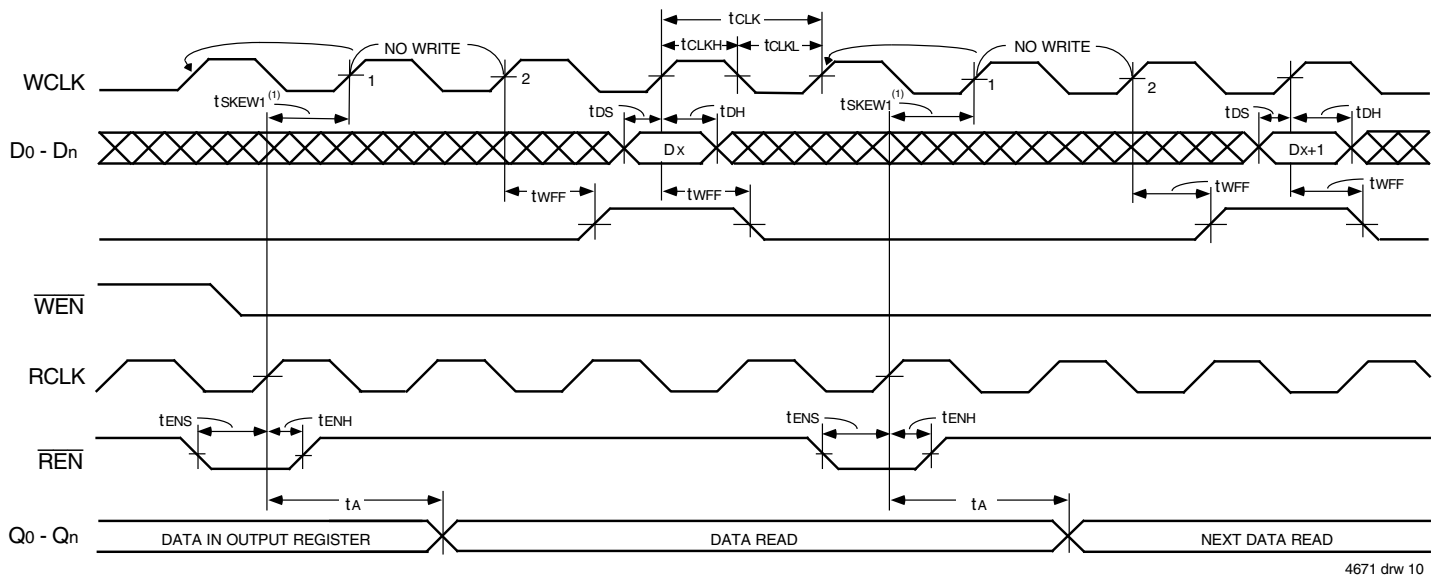 tCLK
NO WRITE
tCLKH
tCLKL
NO WRITE
WCLK
1
2
1
2
tSKEW1(1)
tSKEW1(1)
tDS
tDH
tDS
tDH
D0 - Dn
Dx
Dx+1
tWFF
tWFF
tWFF
tWFF
WEN
RCLK
tENS
tENH
tENS
tENH
REN
tA
tA
Q0 - Qn
DATA IN OUTPUT REGISTER
DATA READ
NEXT DATA READ
4671 drw 10